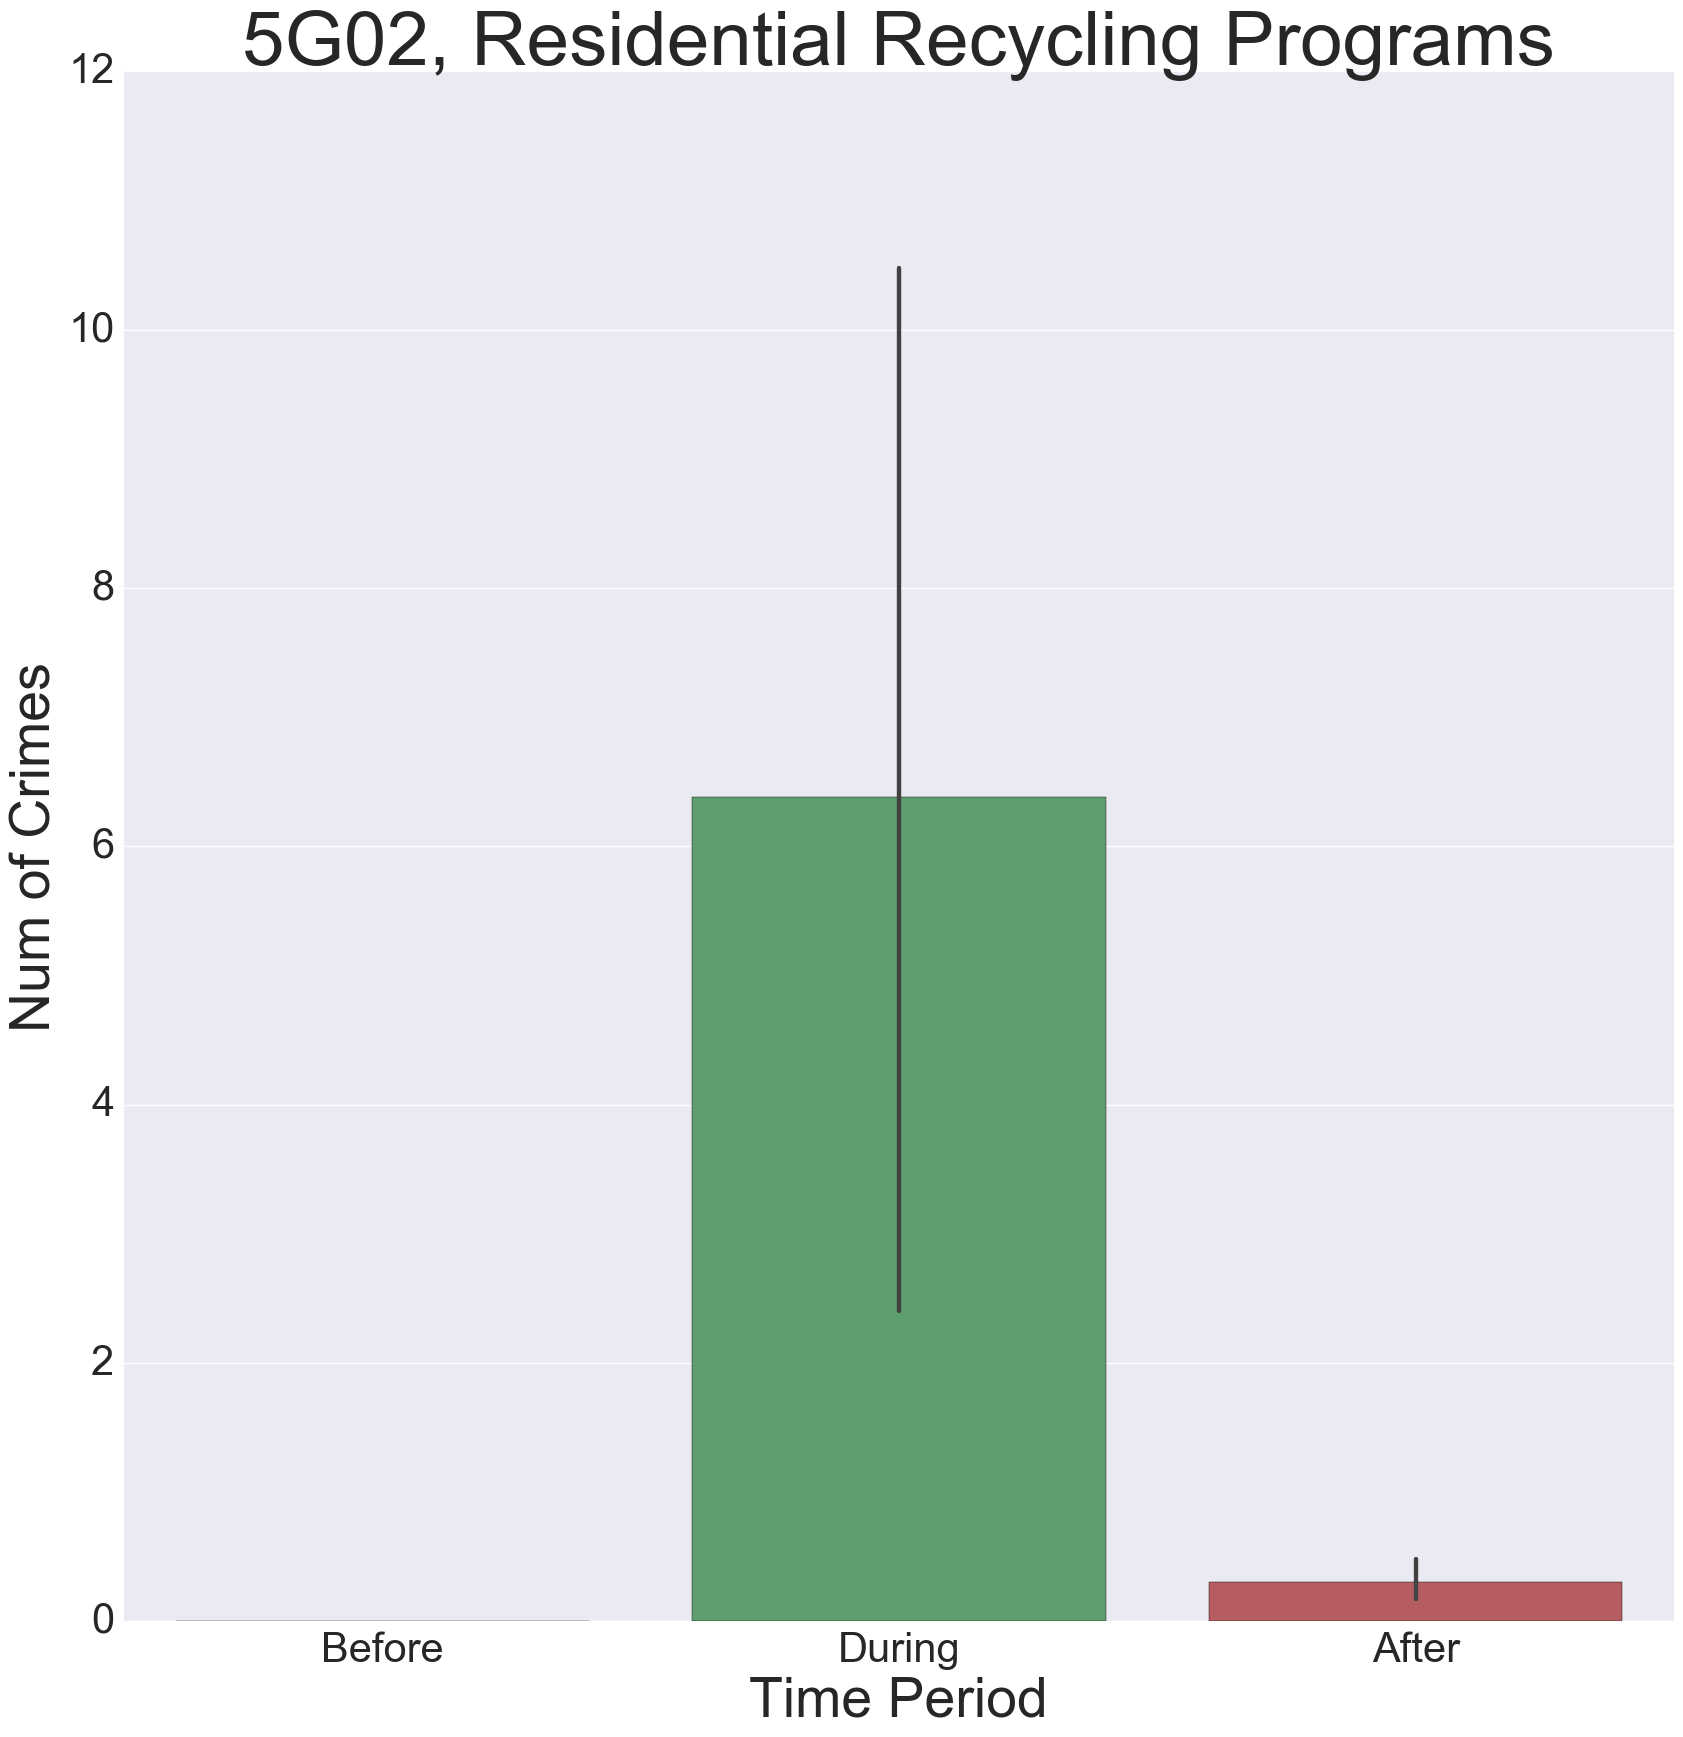 5G02, Residential Recycling Programs
12
10
8
6
4
2
0
Num of Crimes
Before During After
Time Period